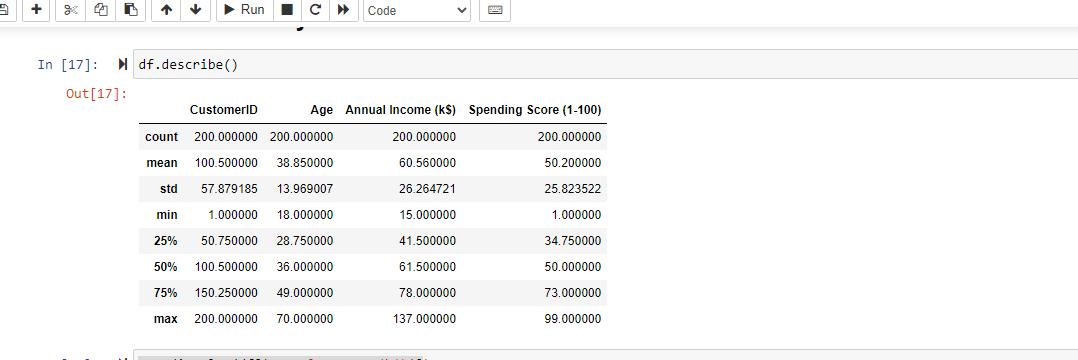 Run
Code
In [17]:
df.describe()
Out[17]:
CustomerID Age Annual Income (k$) Spending Score (1-100)
count 200.000000 200.000000 200.000000 200.000000
mean 100.500000 38.850000 60.560000 50.200000
std 57.879185 13.969007 26.264721 25.823522
min 1.000000 18.000000 15.000000 1.000000
25% 50.750000 28.750000 41.500000 34.750000
50% 100.500000 36.000000 61.500000 50.000000
75% 150.250000 49.000000 78.000000 73.000000
max 200.000000 70.000000 137.000000 99.000000